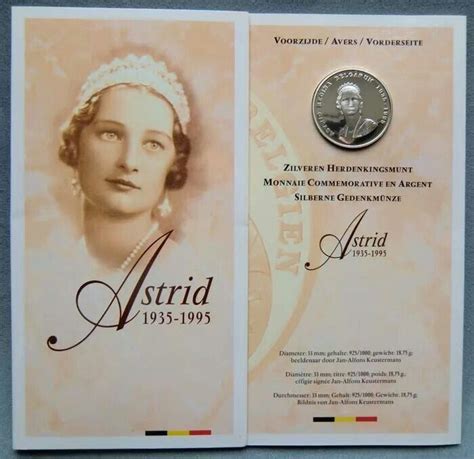 Astrid
1935-1995
VOORZIJDE / AVERS / VORDERSEITE
ASTRID REGINA BELGARUM
ZILVEREN HERDENKINGSMUNT
MONNAIE COMMEMORATIVE EN ARGENT
SILBERNE GEDENKMÜNZE
Astrid
1935-1995
Diameter: 33 mm; gehalte: 925/1000; gewicht: 18,75 g;
beeldenaar door Jan-Alfons Keustermans
Diamètre: 33 mm, titre: 925/1000; poids: 18,75 g.;
effigie signée Jan-Alfons Keustermans
Durchmesser: 33 mm; Gehalt: 925/1000; Gewicht: 18,75 g;
Bildnis von Jan-Alfons Keustermans